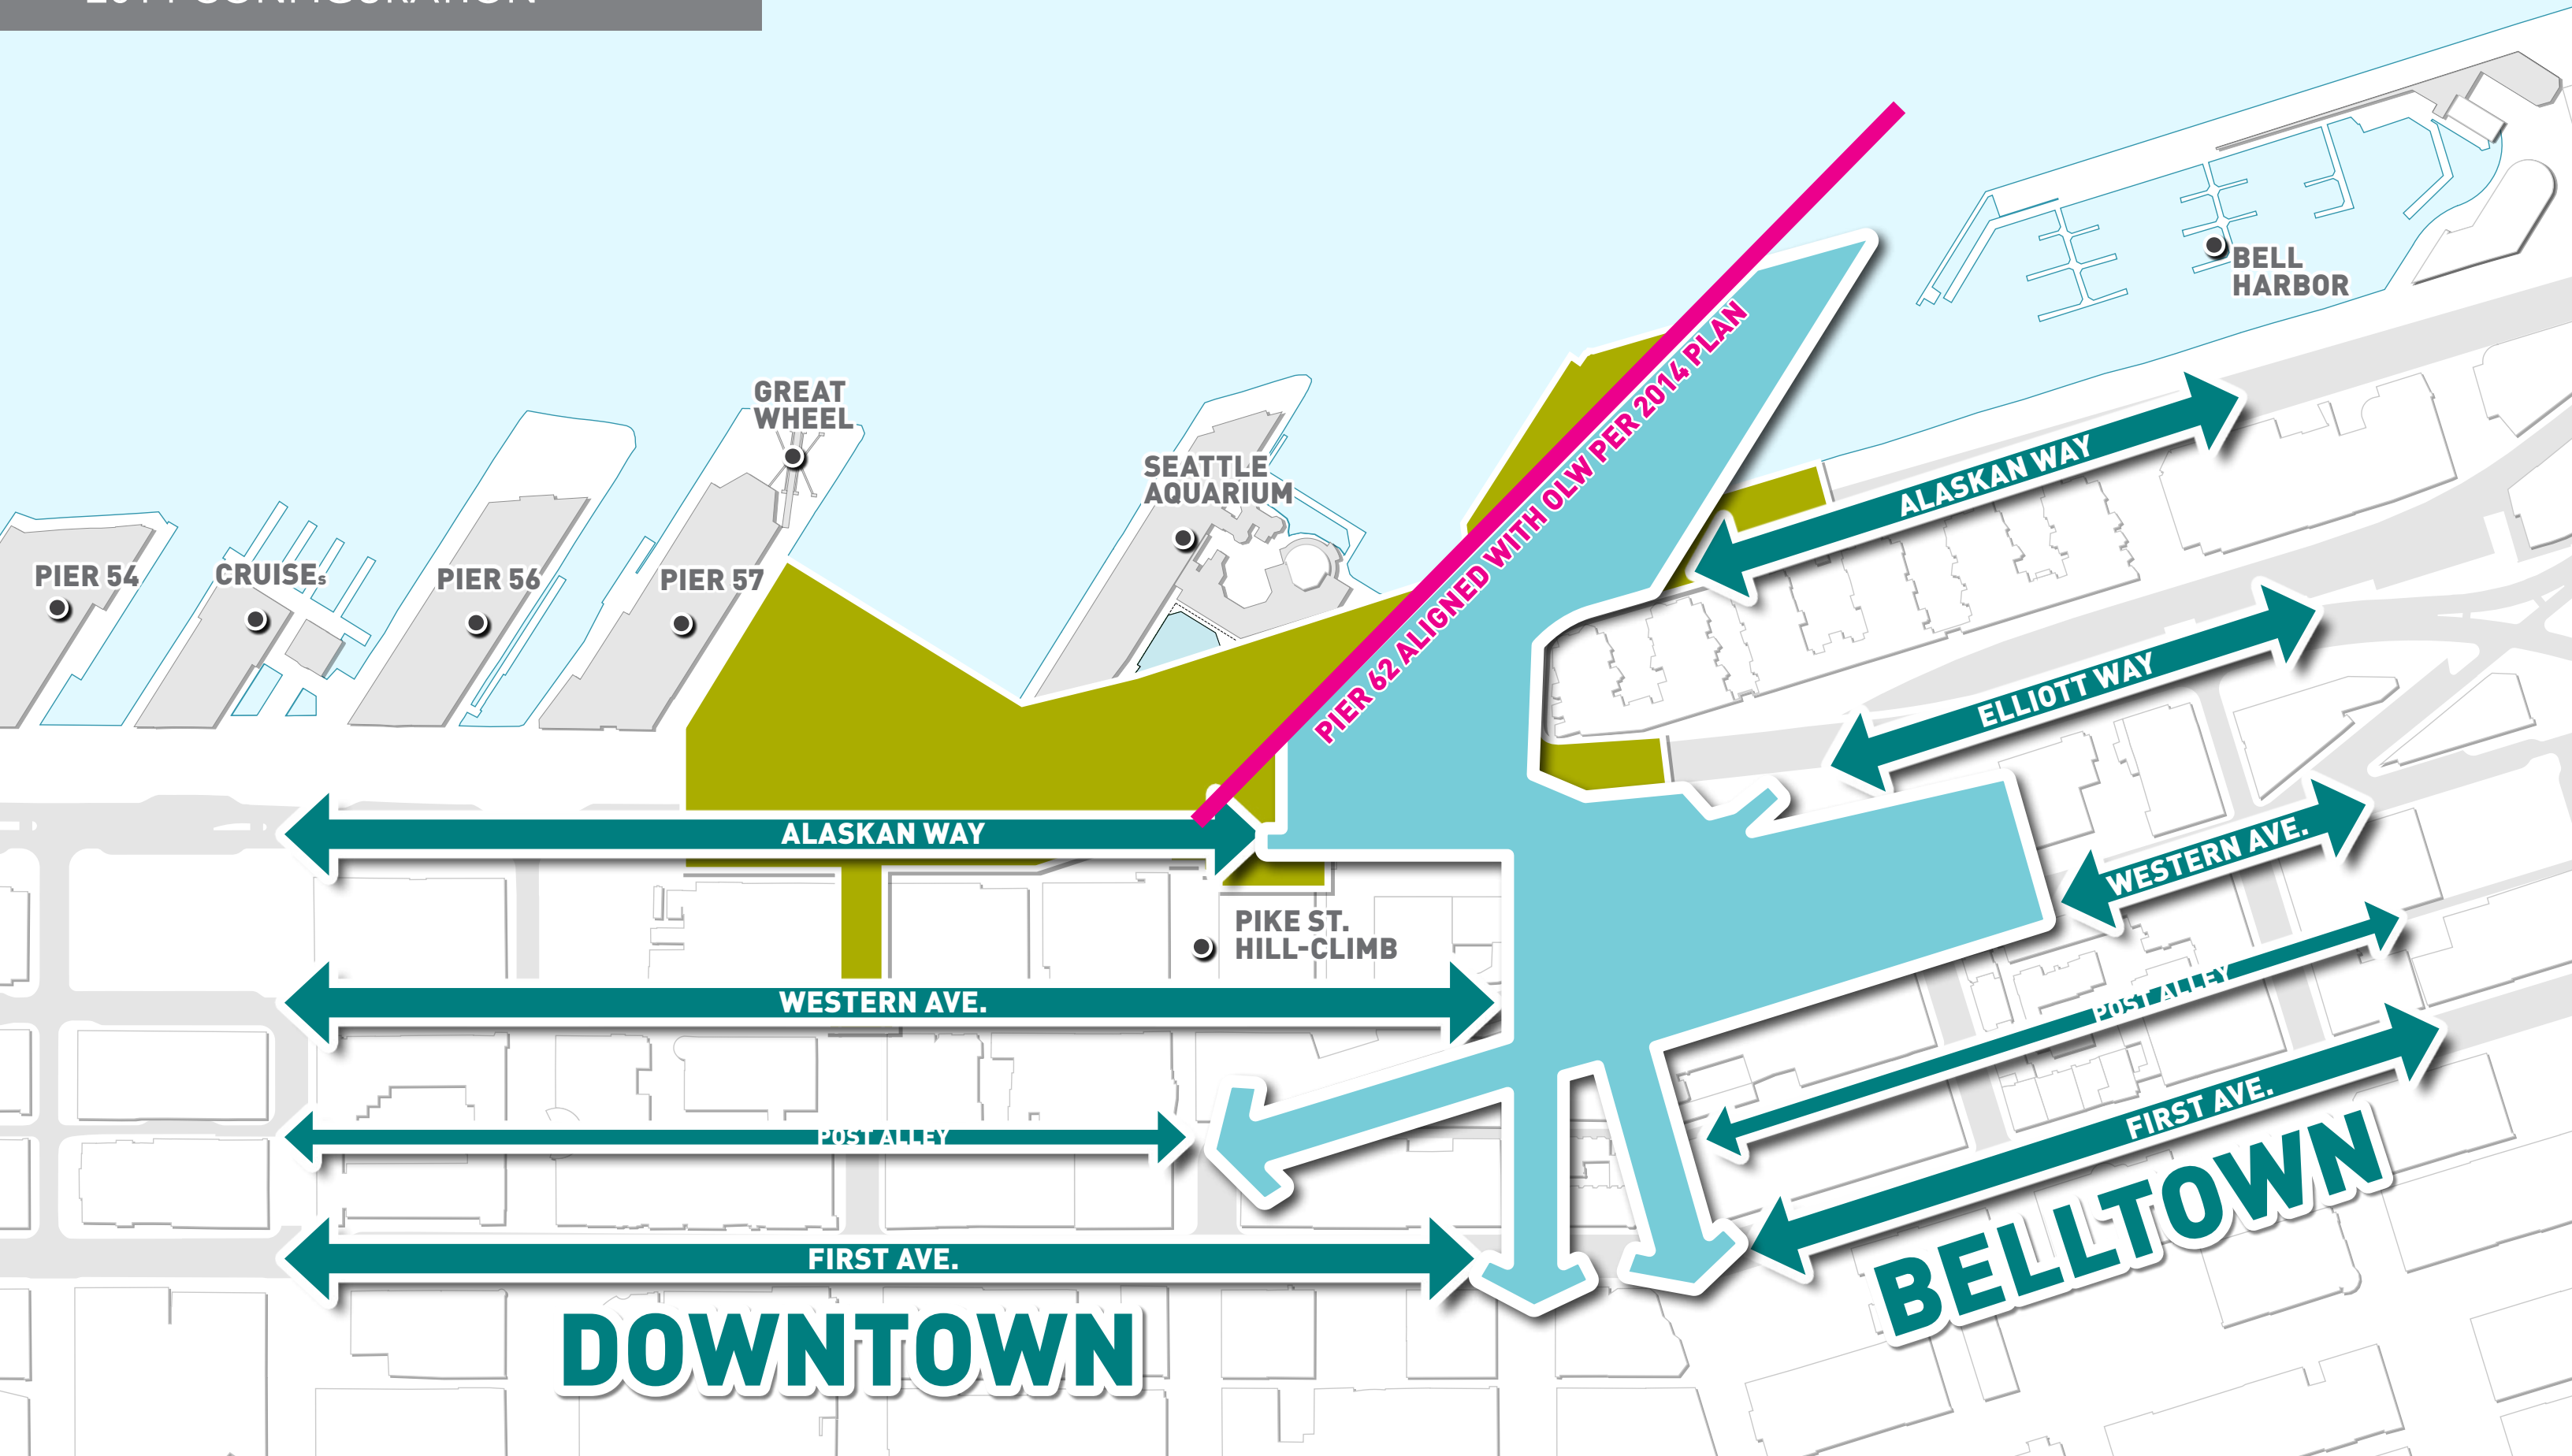 CONFIGURATION
BELL
HARBOR
GREAT
WHEEL
SEATTLE
AQUARIUM
PIER 54
CRUISEs
PIER 56
PIER 57
PIER 62 ALIGNED WITH OLW PER 2014 PLAN
ALASKAN WAY
ELLIOTT WAY
ALASKAN WAY
WESTERN AVE.
PIKE ST.
HILL-CLIMB
WESTERN AVE.
POST ALLEY
POST ALLEY
FIRST AVE.
FIRST AVE.
DOWNTOWN
BELLTOWN